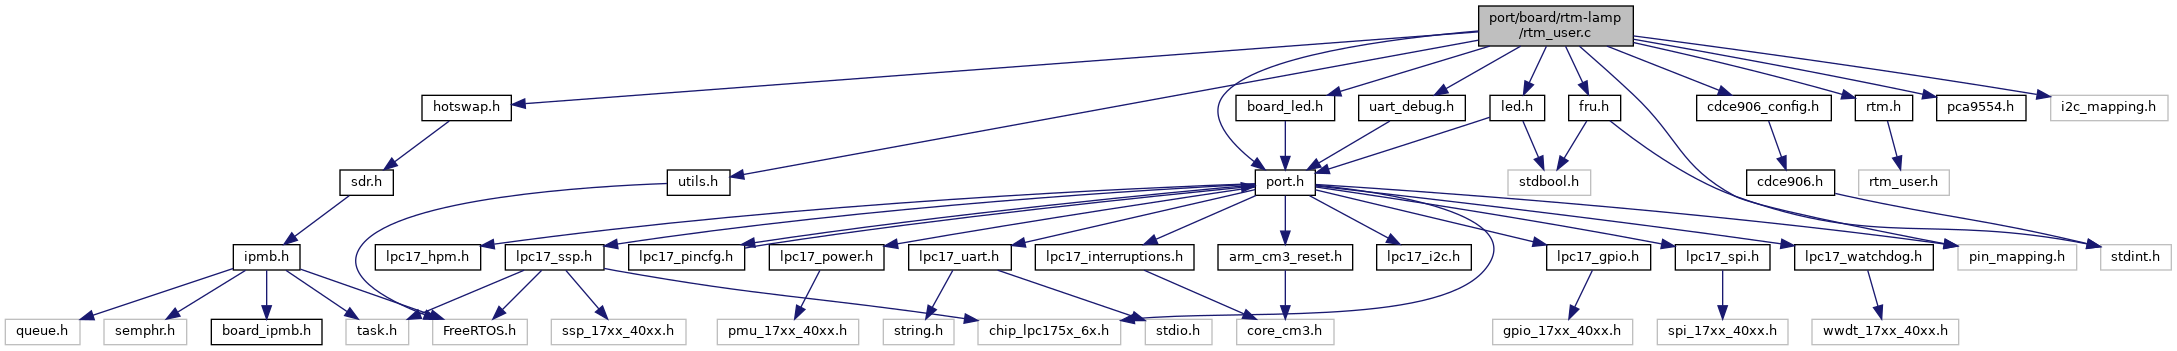 port/board/rtm-lamp
/rtm_user.c
hotswap.h
board_led.h
uart_debug.h
led.h
fru.h
cdce906_config.h
rtm.h
pca9554.h
i2c_mapping.h
sdr.h
utils.h
port.h
stdbool.h
cdce906.h
rtm_user.h
ipmb.h
lpc17_hpm.h
lpc17_ssp.h
lpc17_pincfg.h
lpc17_power.h
lpc17_uart.h
lpc17_interruptions.h
arm_cm3_reset.h
lpc17_i2c.h
lpc17_gpio.h
lpc17_spi.h
lpc17_watchdog.h
pin_mapping.h
stdint.h
queue.h
semphr.h
board_ipmb.h
task.h
FreeRTOS.h
ssp_17xx_40xx.h
pmu_17xx_40xx.h
string.h
chip_lpc175x_6x.h
stdio.h
core_cm3.h
gpio_17xx_40xx.h
spi_17xx_40xx.h
wwdt_17xx_40xx.h